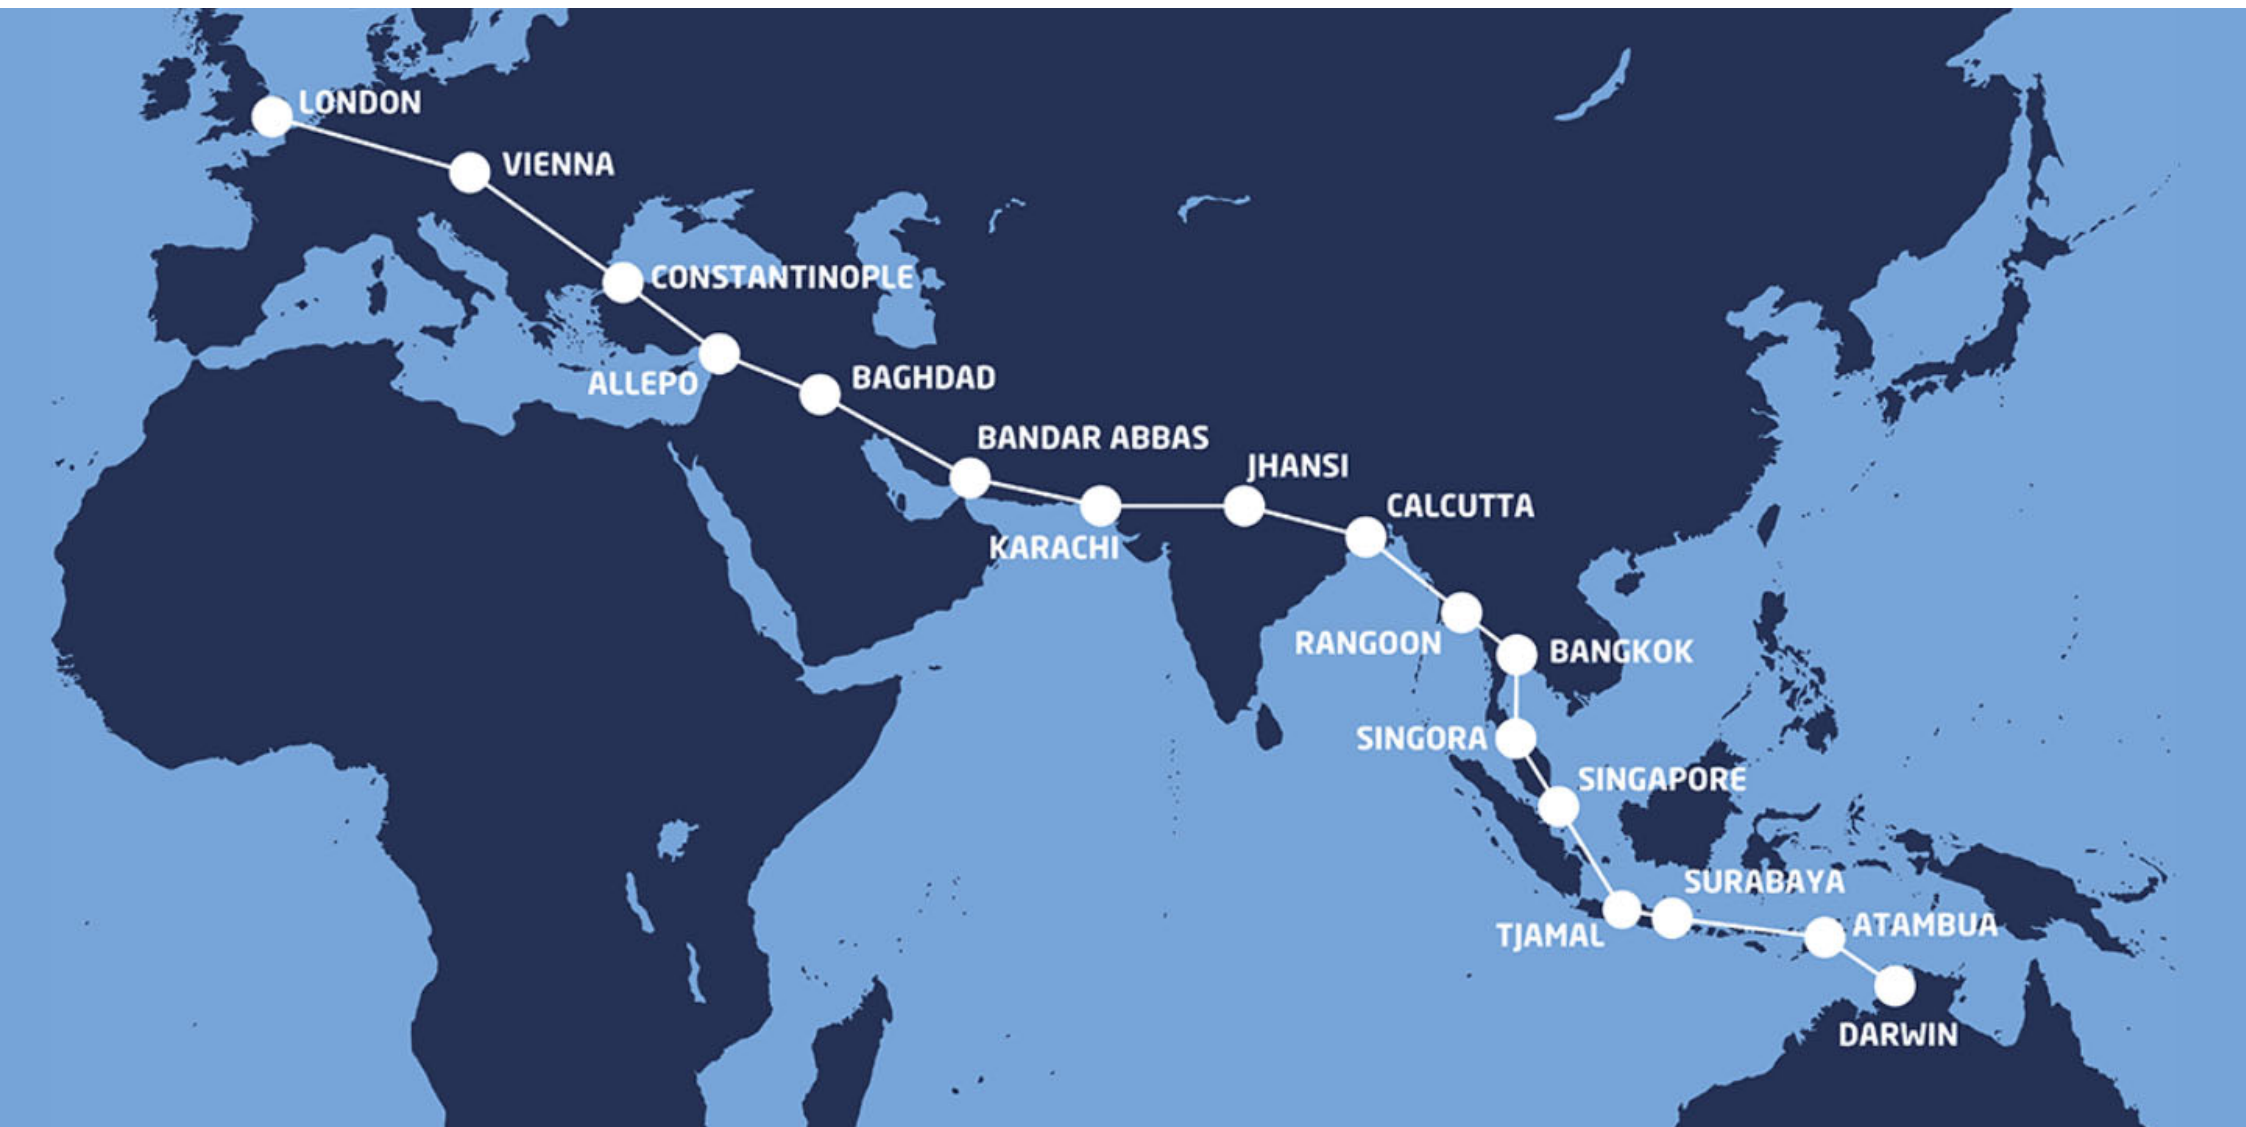 LONDON
VIENNA
CONSTANTINOPLE
ALLEPO
BAGHDAD
BANDAR ABBAS
KARACHI
JHANSI
CALCUTTA
RANGOON
BANGKOK
SINGORA
SINGAPORE
TJAMAL
SURABAYA
ATAMBUA
DARWIN